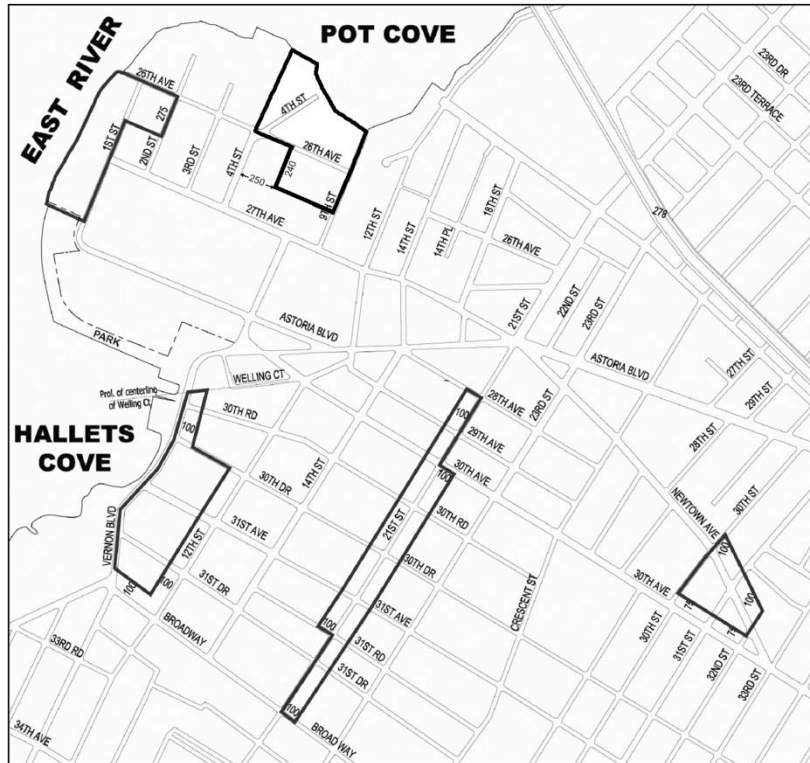 POT COVE
EAST RIVER
23RD DR
23RD TERRACE
26TH AVE
275
4TH ST
1ST ST
2ND ST
3RD ST
4TH ST
250
240
26TH AVE
9TH ST
27TH AVE
12TH ST
14TH ST
14TH PL
18TH ST
26TH AVE
278
21ST ST
22ND ST
23RD ST
ASTORIA BLVD
ASTORIA BLVD
27TH ST
29TH ST
28TH ST
PARK
WELLING CT
Prol. of centerling
of Welling Ct.
HALLETS
COVE
100
30TH RD
14TH ST
30TH DR
31ST AVE
12TH ST
31ST DR
VERNON BLVD
100
100
BROADWAY
33RD RD
34TH AVE
100
28TH AVE
23RD ST
29TH AVE
30TH AVE
100
30TH RD
21ST ST
30TH DR
31ST AVE
100
31ST RD
31ST DR
100
BROAD WAY
CRESCENT ST
NEWTOWN AVE
30TH ST
30TH AVE
100
100
75
30TH ST
31ST ST
32ND ST
33RD ST